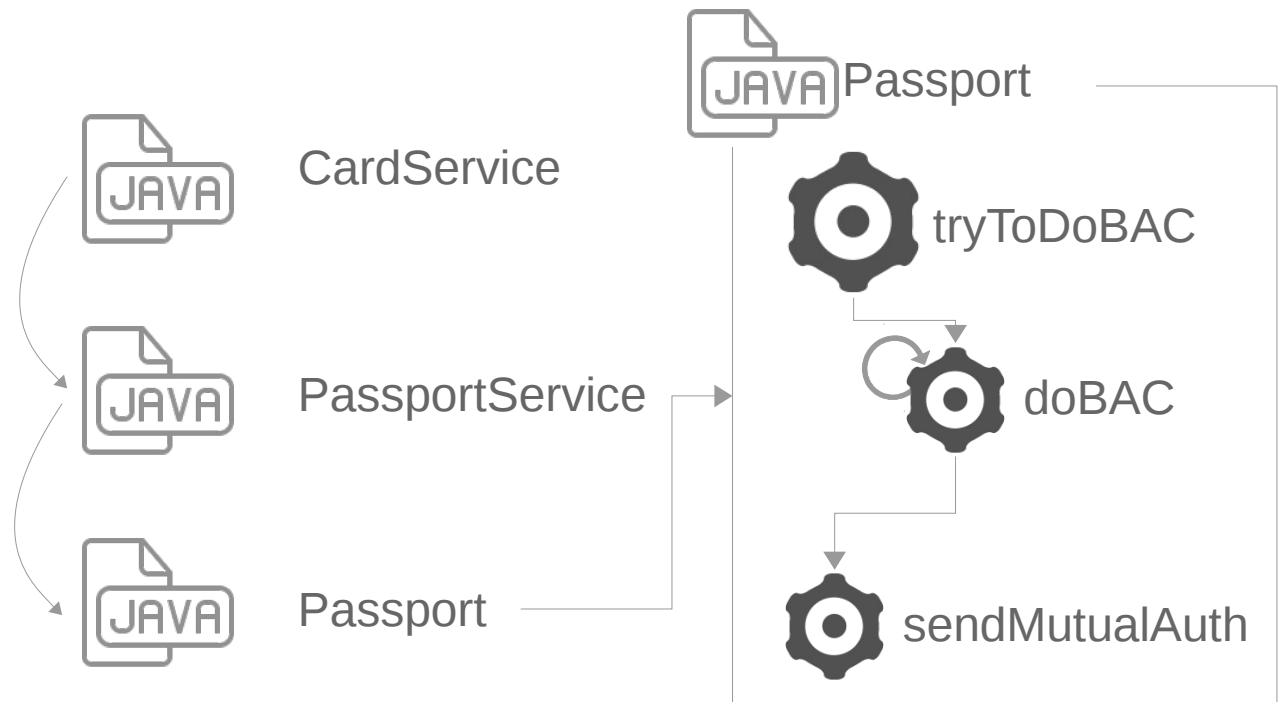 JAVA
CardService
JAVA
PassportService
JAVA
Passport
JAVA
Passport
tryToDoBAC
doBAC
sendMutualAuth